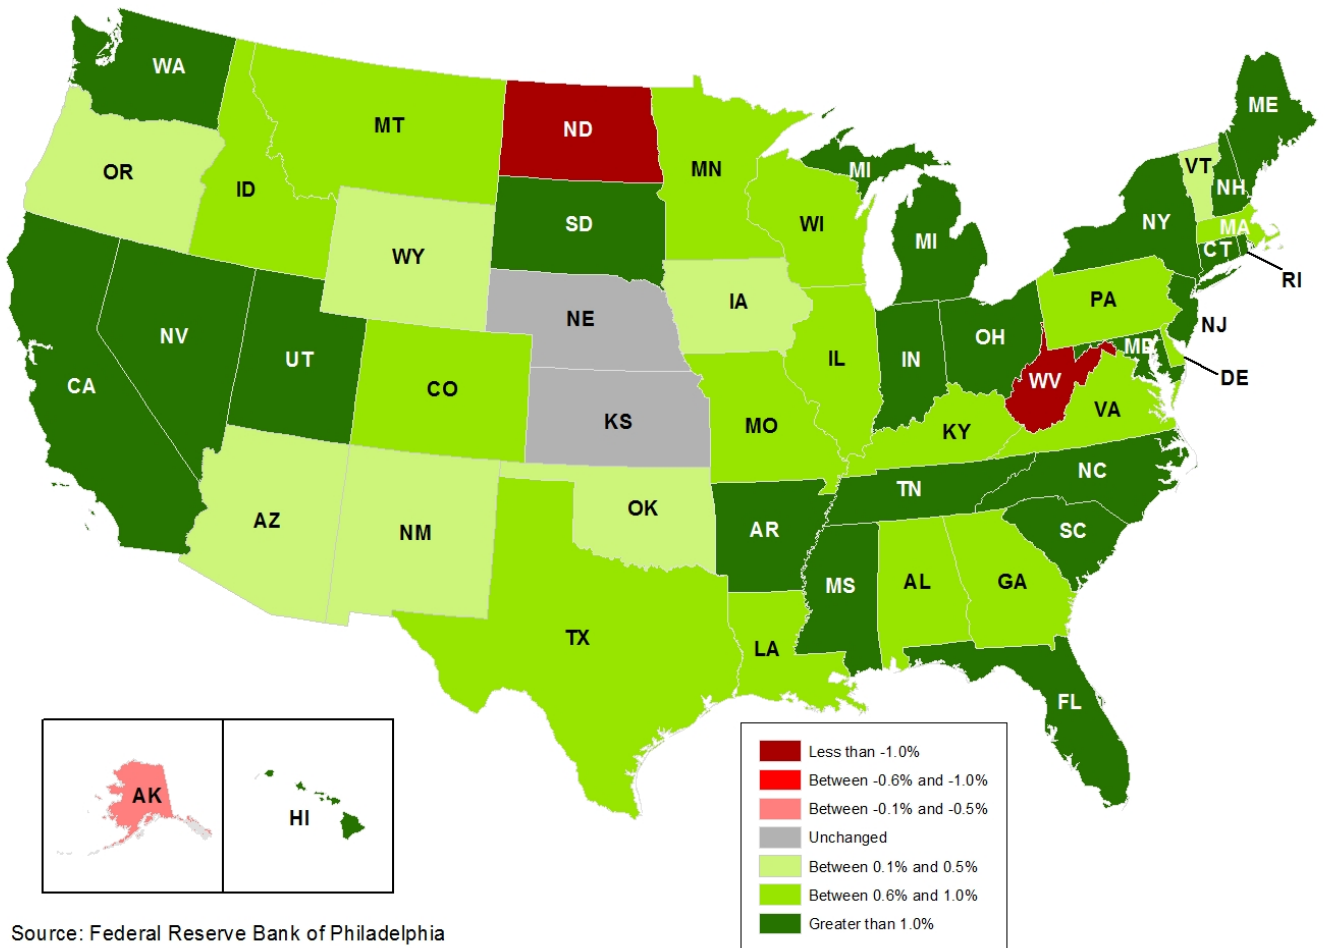 WA
ME
MT
ND
VT
OR
MN
MI
NH
ID
SD
WI
NY
MA
MI
CT
WY
RI
IA
PA
NE
NJ
NV
OH
MD
UT
IN
IL
DE
CA
CO
WV
VA
KS
MO
KY
NC
TN
OK
AZ
NM
AR
SC
MS
AL
GA
TX
LA
FL
AK
HI
Less than -1.0%
Between -0.6% and -1.0%
Between -0.1% and -0.5%
Unchanged
Between 0.1% and 0.5%
Between 0.6% and 1.0%
Greater than 1.0%
Source: Federal Reserve Bank of Philadelphia